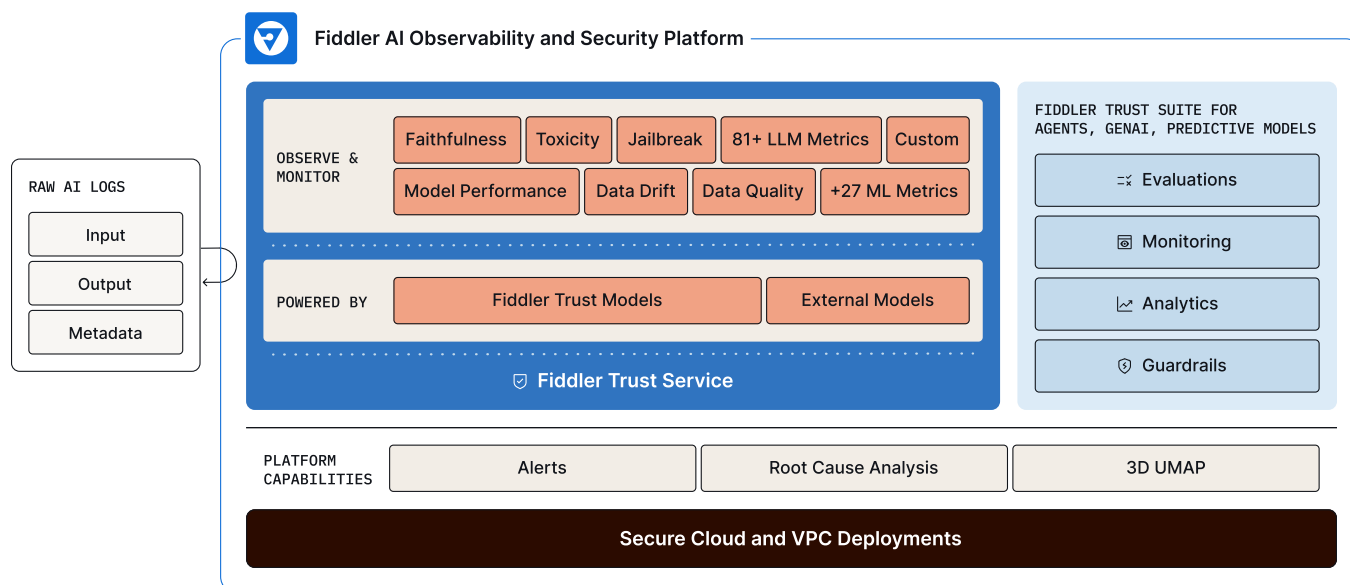 Fiddler AI Observability and Security Platform
RAW AI LOGS
Input
Output
Metadata
OBSERVE &
MONITOR
Faithfulness
Toxicity
Jailbreak
81+ LLM Metrics
Custom
Model Performance
Data Drift
Data Quality
+27 ML Metrics
POWERED BY
Fiddler Trust Models
External Models
Fiddler Trust Service
FIDDLER TRUST SUITE FOR
AGENTS, GENAI, PREDICTIVE MODELS
Evaluations
Monitoring
Analytics
Guardrails
PLATFORM
CAPABILITIES
Alerts
Root Cause Analysis
3D UMAP
Secure Cloud and VPC Deployments